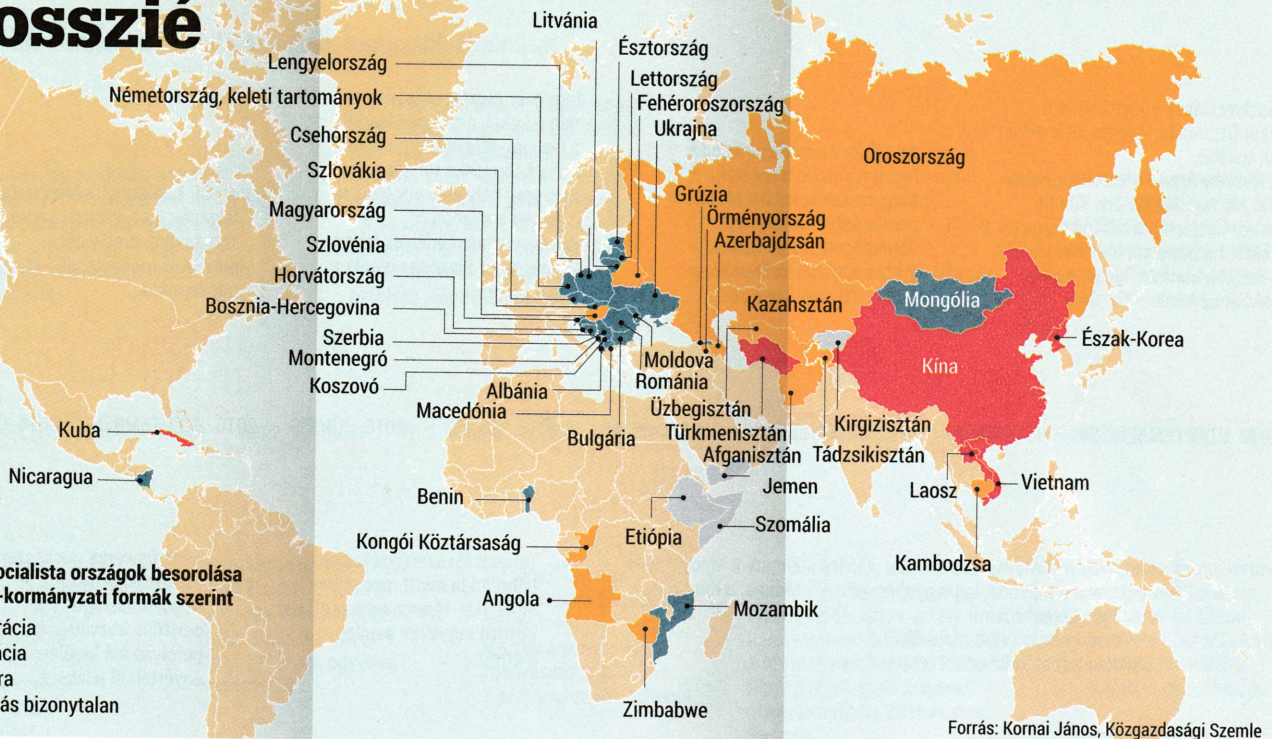 osszié
Litvánia
Észtország
Lengyelország
Lettország
Németország, keleti tartományok
Fehéroroszország
Ukrajna
Csehország
Oroszország
Szlovákia
Grúzia
Magyarország
Örményország
Azerbajdzsán
Szlovénia
Horvátország
Mongólia
Kazahsztán
Bosznia-Hercegovina
Szerbia
Észak-Korea
Montenegró
Moldova
Kína
Koszovó
Románia
Albánia
Macedónia
Üzbegisztán
Kirgizisztán
Kuba
Bulgária
Türkmenisztán
Afganisztán
Tádzsikisztán
Nicaragua
Jemen
Laosz
Vietnam
Benin
Szomália
Etiópia
Kongói Köztársaság
Kambodzsa
ocialista országok besorolása
-kormányzati formák szerint
Angola
Mozambik
rácia
ácia
ra
ás bizonytalan
Zimbabwe
Forrás: Kornai János, Közgazdasági Szemle